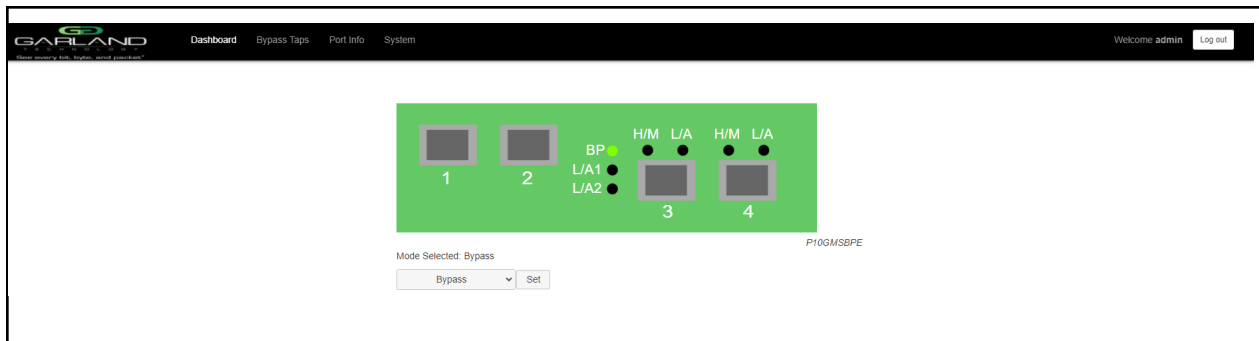 GARLAND
TECHNOLOGY
See every bit, byte, and packet™
Dashboard Bypass Taps Port Info System
Welcome admin Log out
H/M L/A H/M L/A
BP
L/A1
L/A2
1 2
3 4
P10GMSBPE
Mode Selected: Bypass
Bypass Set